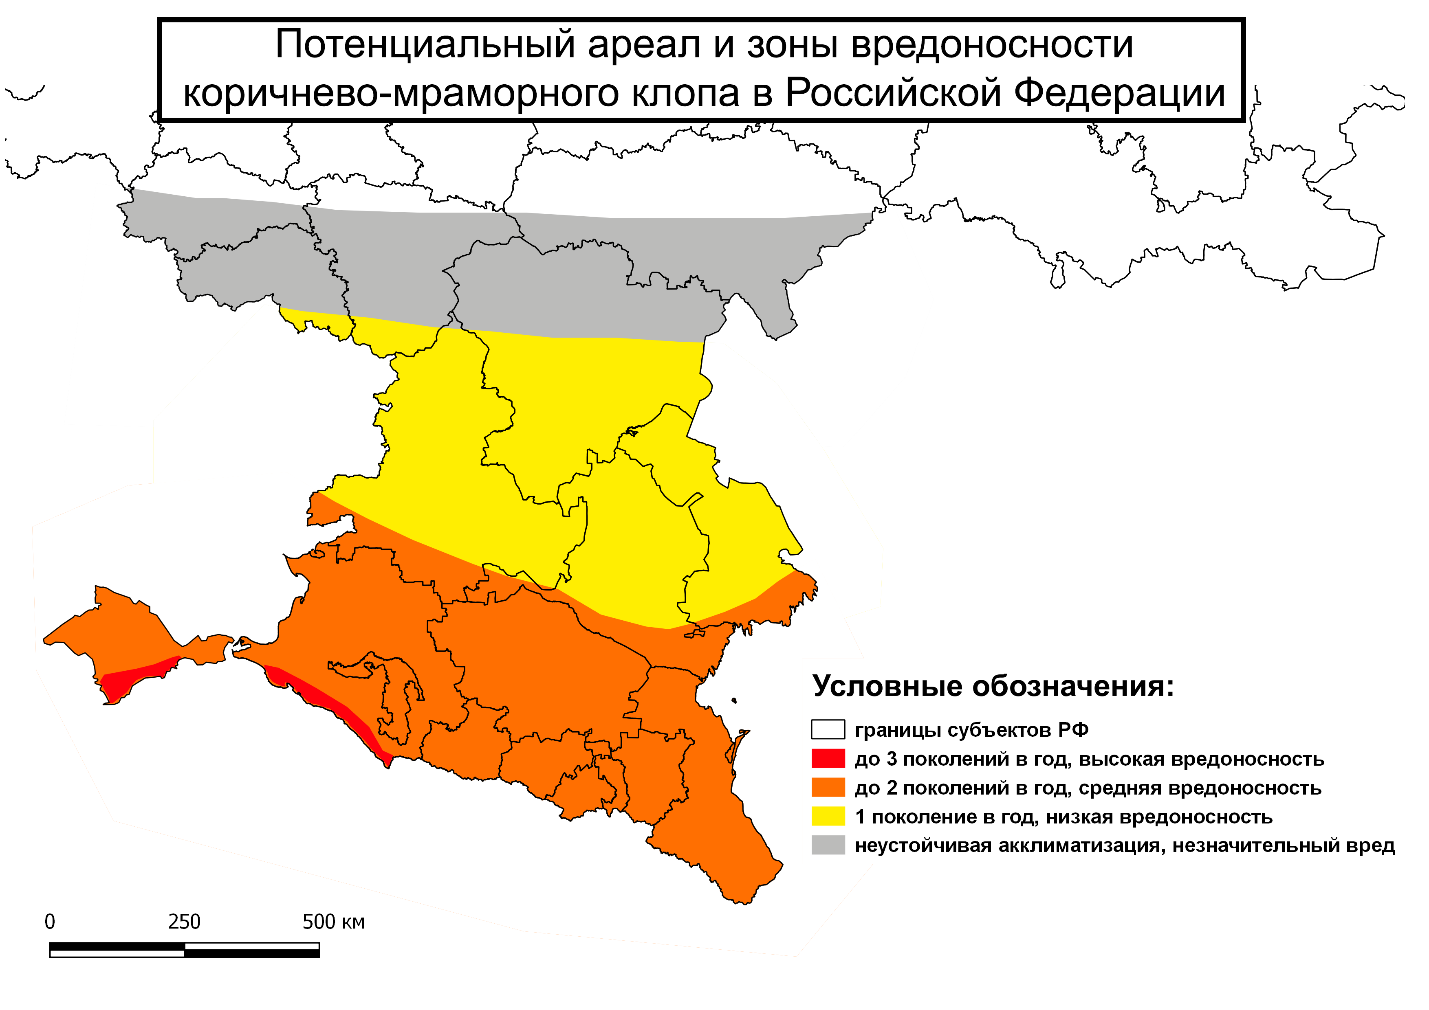 Потенциальный ареал и зоны вредоносности
коричнево-мраморного клопа в Российской Федерации
Условные обозначения:
границы субъектов РФ
до 3 поколений в год, высокая вредоносность
до 2 поколений в год, средняя вредоносность
1 поколение в год, низкая вредоносность
неустойчивая акклиматизация, незначительный вред
0 250 500 км